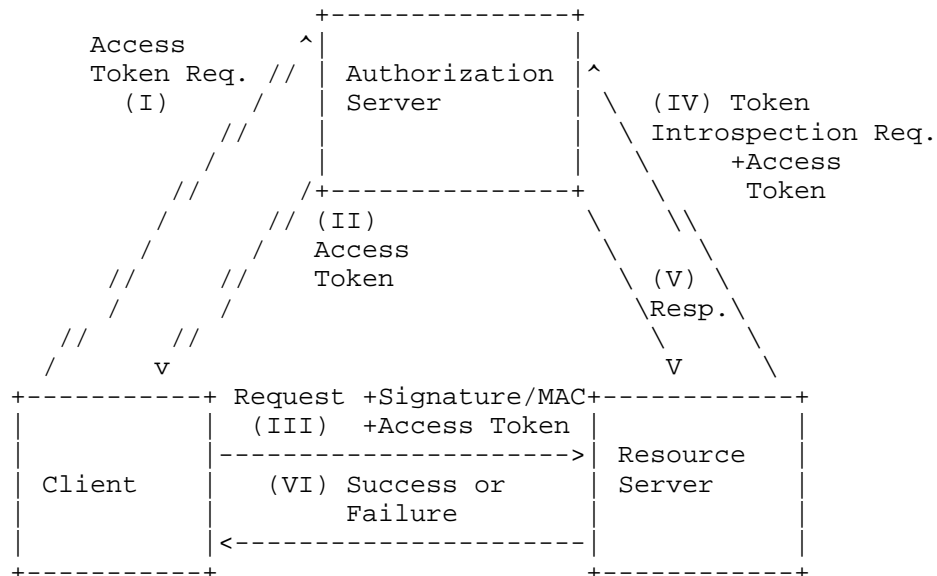 Access
Token Req.
(I)
Authorization
Server
(IV) Token
Introspection Req.
+Access
Token
(II)
Access
Token
(V)
Resp.
Request +Signature/MAC
(III) +Access Token
Client
(VI) Success or
Failure
Resource
Server